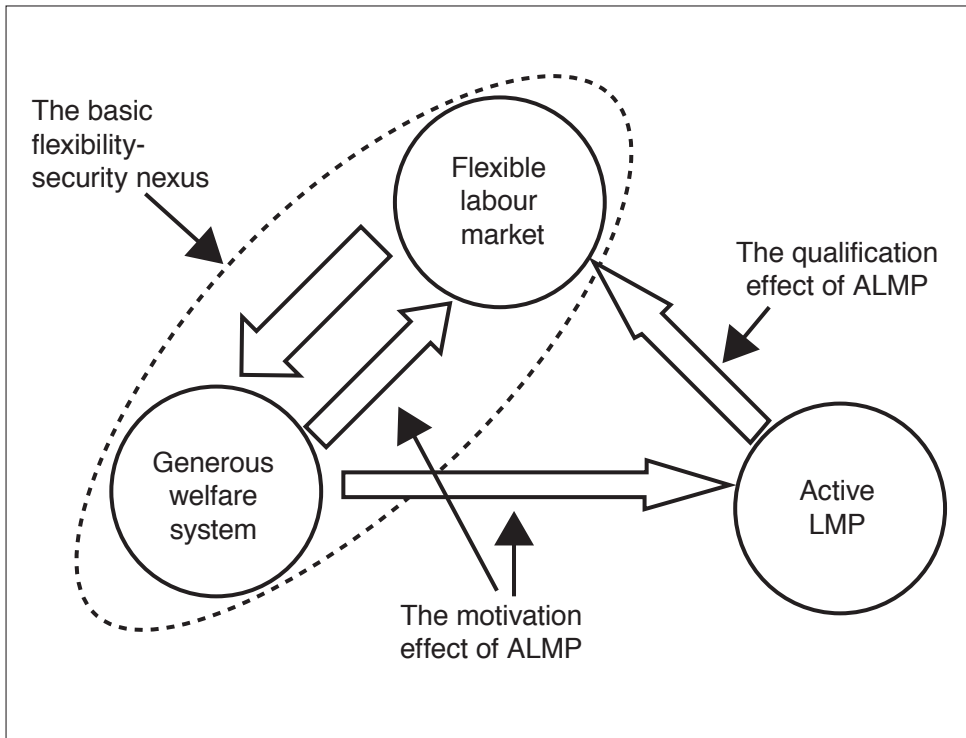 The basic
flexibility-
security nexus
Flexible
labour
market
The qualification
effect of ALMP
Generous
welfare
system
Active
LMP
The motivation
effect of ALMP